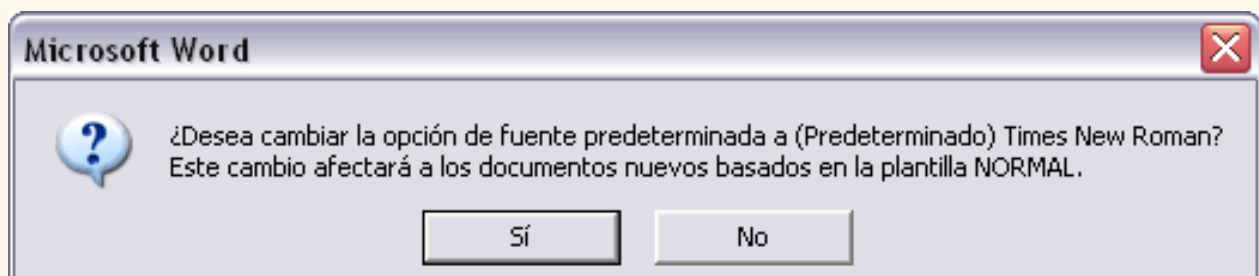 Microsoft Word
¿Desea cambiar la opción de fuente predeterminada a (Predeterminado) Times New Roman?
Este cambio afectará a los documentos nuevos basados en la plantilla NORMAL.
Sí
No